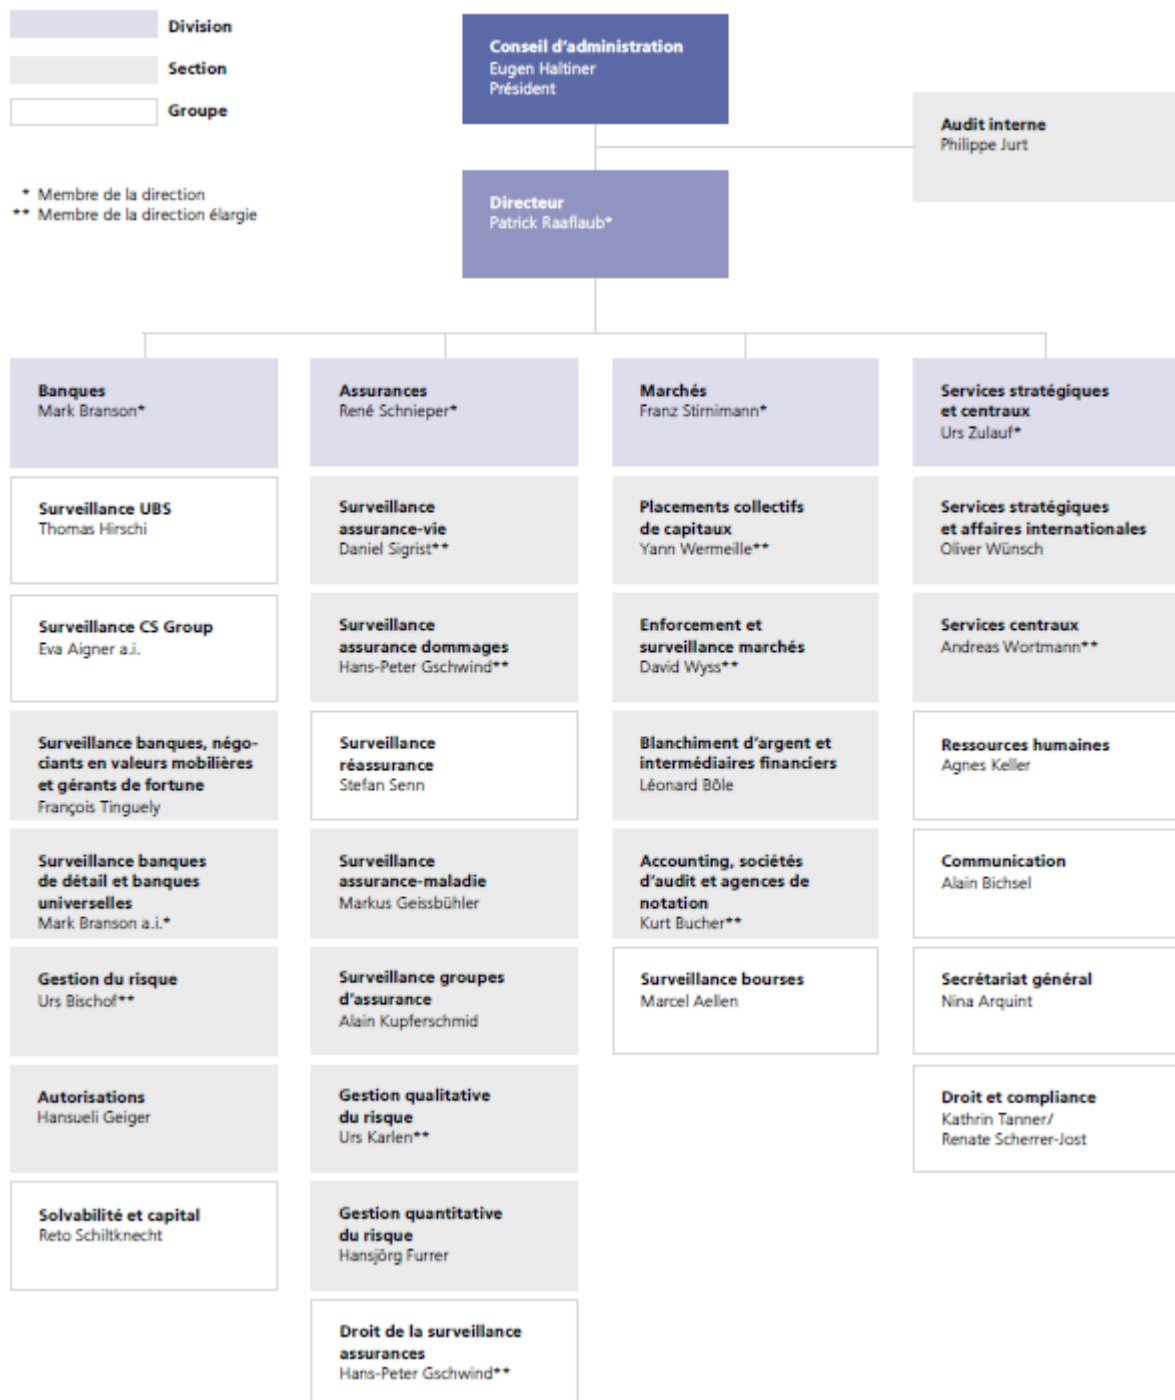 Division
Section
Groupe
* Membre de la direction
** Membre de la direction élargie
Conseil d'administration
Eugen Haltiner
Président
Audit interne
Philippe Jurt
Directeur
Patrick Raaflaub*
Banques
Mark Branson*
Surveillance UBS
Thomas Hirschi
Surveillance CS Group
Eva Aigner a.i.
Surveillance banques, négo-
ciants en valeurs mobilières
et gérants de fortune
François Tinguely
Surveillance banques
de détail et banques
universelles
Mark Branson a.i.*
Gestion du risque
Urs Bischof**
Autorisations
Hansueli Geiger
Solvabilité et capital
Reto Schiltknecht
Assurances
René Schnieper*
Surveillance
assurance-vie
Daniel Sigrist**
Surveillance
assurance dommages
Hans-Peter Gschwind**
Surveillance
réassurance
Stefan Senn
Surveillance
assurance-maladie
Markus Geissbühler
Surveillance groupes
d'assurance
Alain Kupferschmid
Gestion qualitative
du risque
Urs Karlen**
Gestion quantitative
du risque
Hansjörg Furrer
Droit de la surveillance
assurances
Hans-Peter Gschwind**
Marchés
Franz Stirnimann*
Placements collectifs
de capitaux
Yann Wermeille**
Enforcement et
surveillance marchés
David Wyss**
Blanchiment d'argent et
intermédiaires financiers
Léonard Bôle
Accounting, sociétés
d'audit et agences de
notation
Kurt Bucher**
Surveillance bourses
Marcel Aellen
Services stratégiques
et centraux
Urs Zulauf*
Services stratégiques
et affaires internationales
Oliver Wünsch
Services centraux
Andreas Wortmann**
Ressources humaines
Agnes Keller
Communication
Alain Bichsel
Secrétariat général
Nina Arquint
Droit et compliance
Kathrin Tanner/
Renate Scherrer-Jost